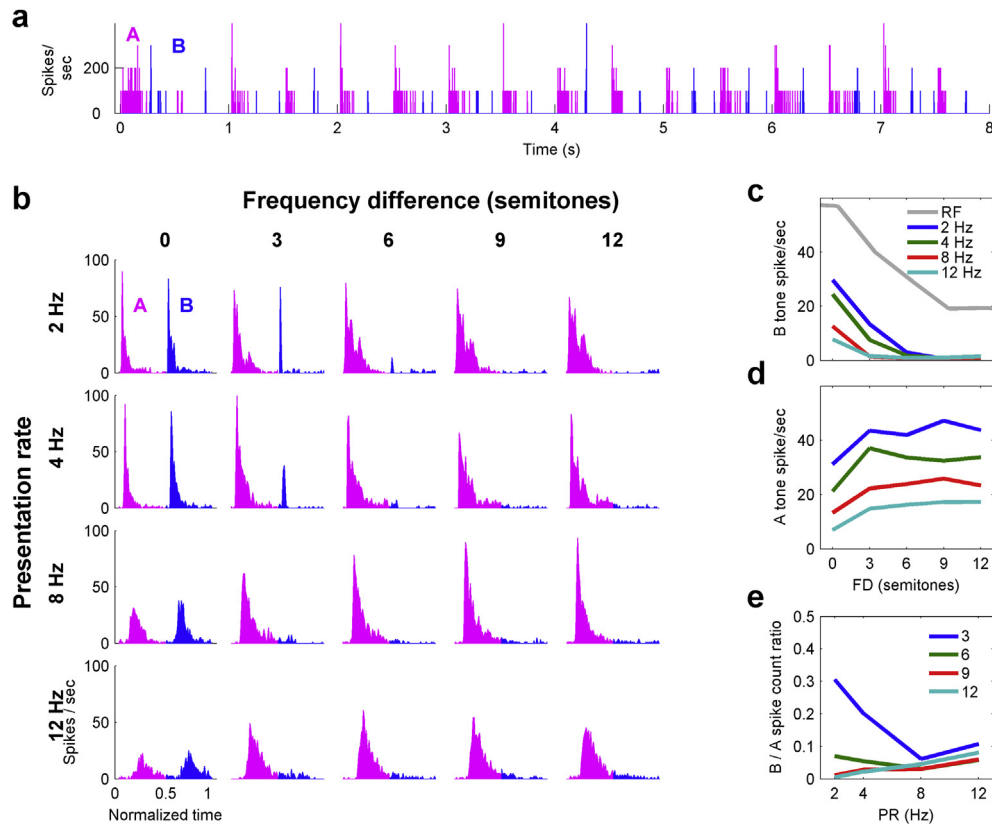 a
A
B
Spikes/
sec
200
0
0 1 2 3 4 5 6 7 8
Time (s)
b
Frequency difference (semitones)
0 3 6 9 12
Presentation rate
2 Hz
100
50
0
A
B
4 Hz
100
50
0
8 Hz
100
50
0
12 Hz
Spikes / sec
100
50
0
0 0.5 1
Normalized time
c
B tone spike/sec
40
20
0
RF
2 Hz
4 Hz
8 Hz
12 Hz
d
A tone spike/sec
40
20
0
0 3 6 9 12
FD (semitones)
e
B / A spike count ratio
0.5
0.4
0.3
0.2
0.1
0
3
6
9
12
2 4 8 12
PR (Hz)